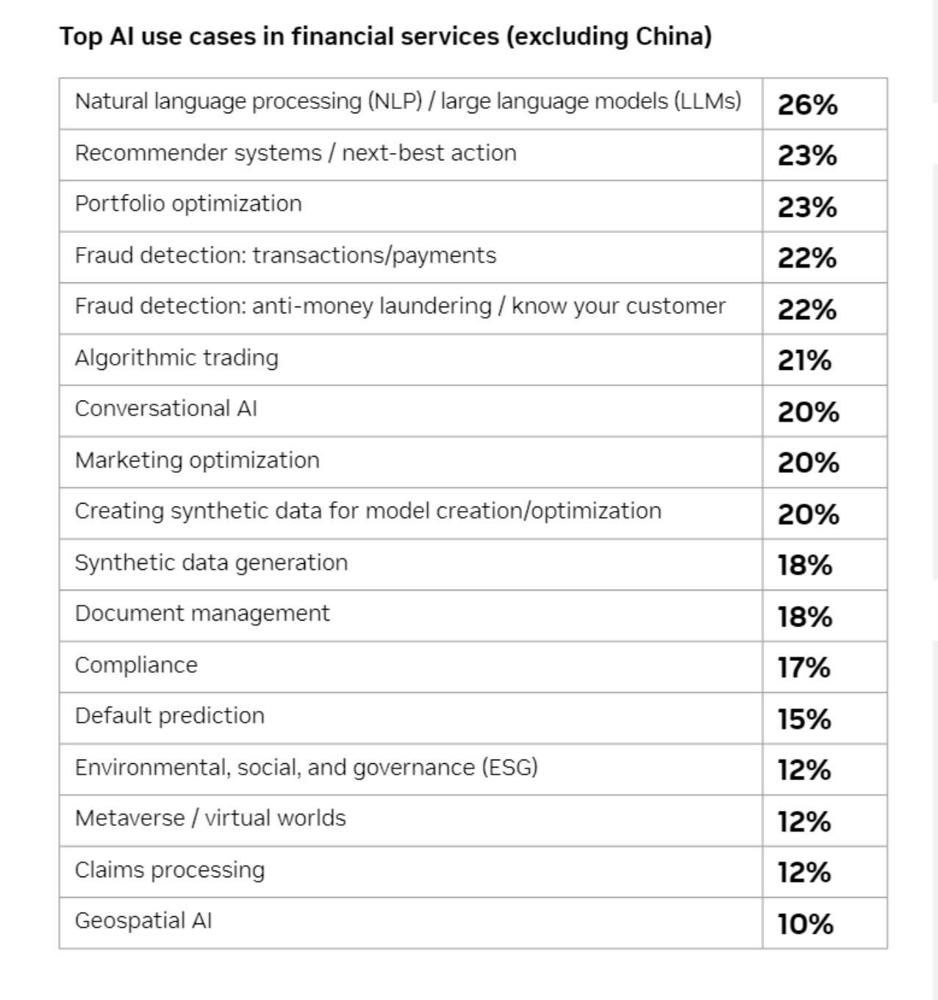 Top AI use cases in financial services (excluding China)
Natural language processing (NLP) / large language models (LLMs) 26%
Recommender systems / next-best action 23%
Portfolio optimization 23%
Fraud detection: transactions/payments 22%
Fraud detection: anti-money laundering / know your customer 22%
Algorithmic trading 21%
Conversational AI 20%
Marketing optimization 20%
Creating synthetic data for model creation/optimization 20%
Synthetic data generation 18%
Document management 18%
Compliance 17%
Default prediction 15%
Environmental, social, and governance (ESG) 12%
Metaverse / virtual worlds 12%
Claims processing 12%
Geospatial AI 10%